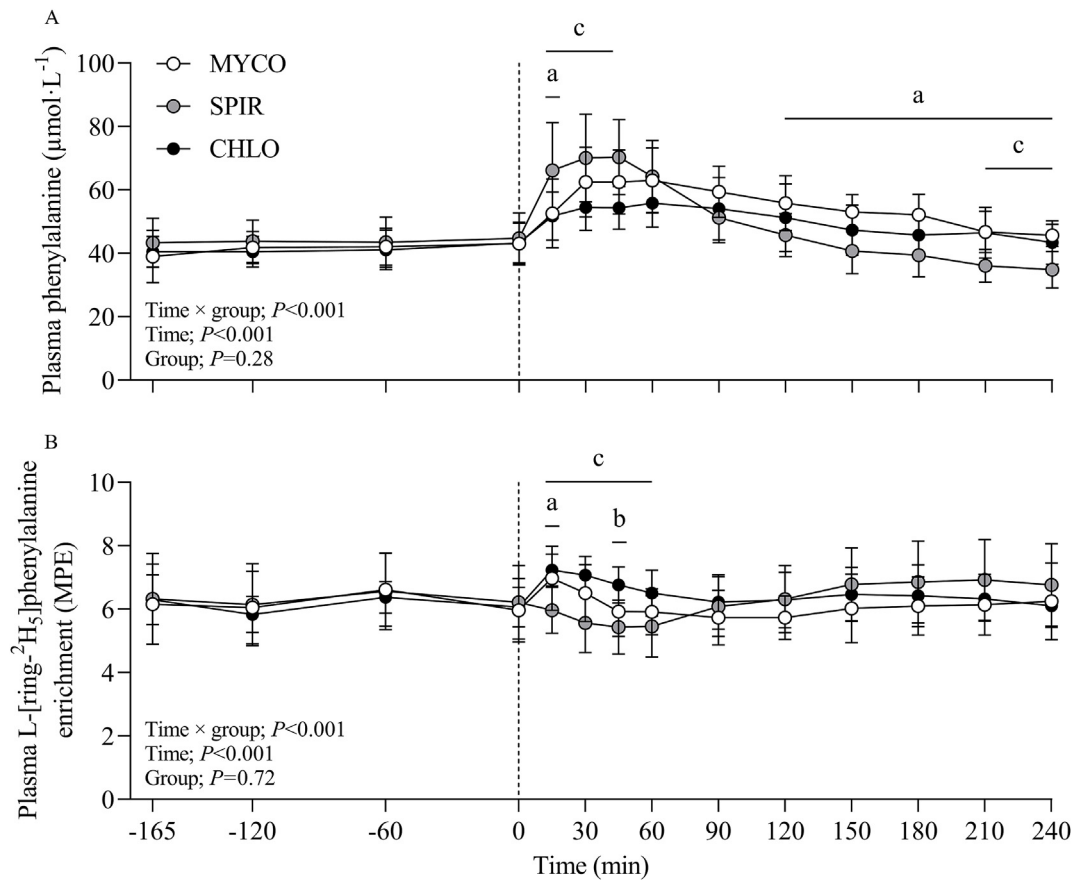 A
c
100
MYCO
a
SPIR
80
a
CHLO
c
60
40
Time × group; P<0.001
20
Time; P<0.001
Group; P=0.28
0
Plasma phenylalanine (µmol·L⁻¹)
B
c
10
a
b
8
6
4
Time × group; P<0.001
2
Time; P<0.001
Group; P=0.72
0
Plasma L-[ring-²H₅]phenylalanine
enrichment (MPE)
-165 -120 -60 0 30 60 90 120 150 180 210 240
Time (min)